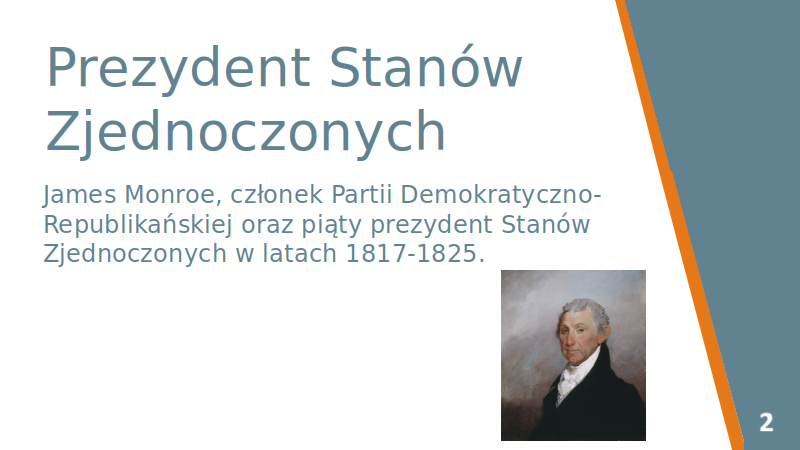 Prezydent Stanów
Zjednoczonych
James Monroe, członek Partii Demokratyczno-
Republikańskiej oraz piąty prezydent Stanów
Zjednoczonych w latach 1817-1825.
2